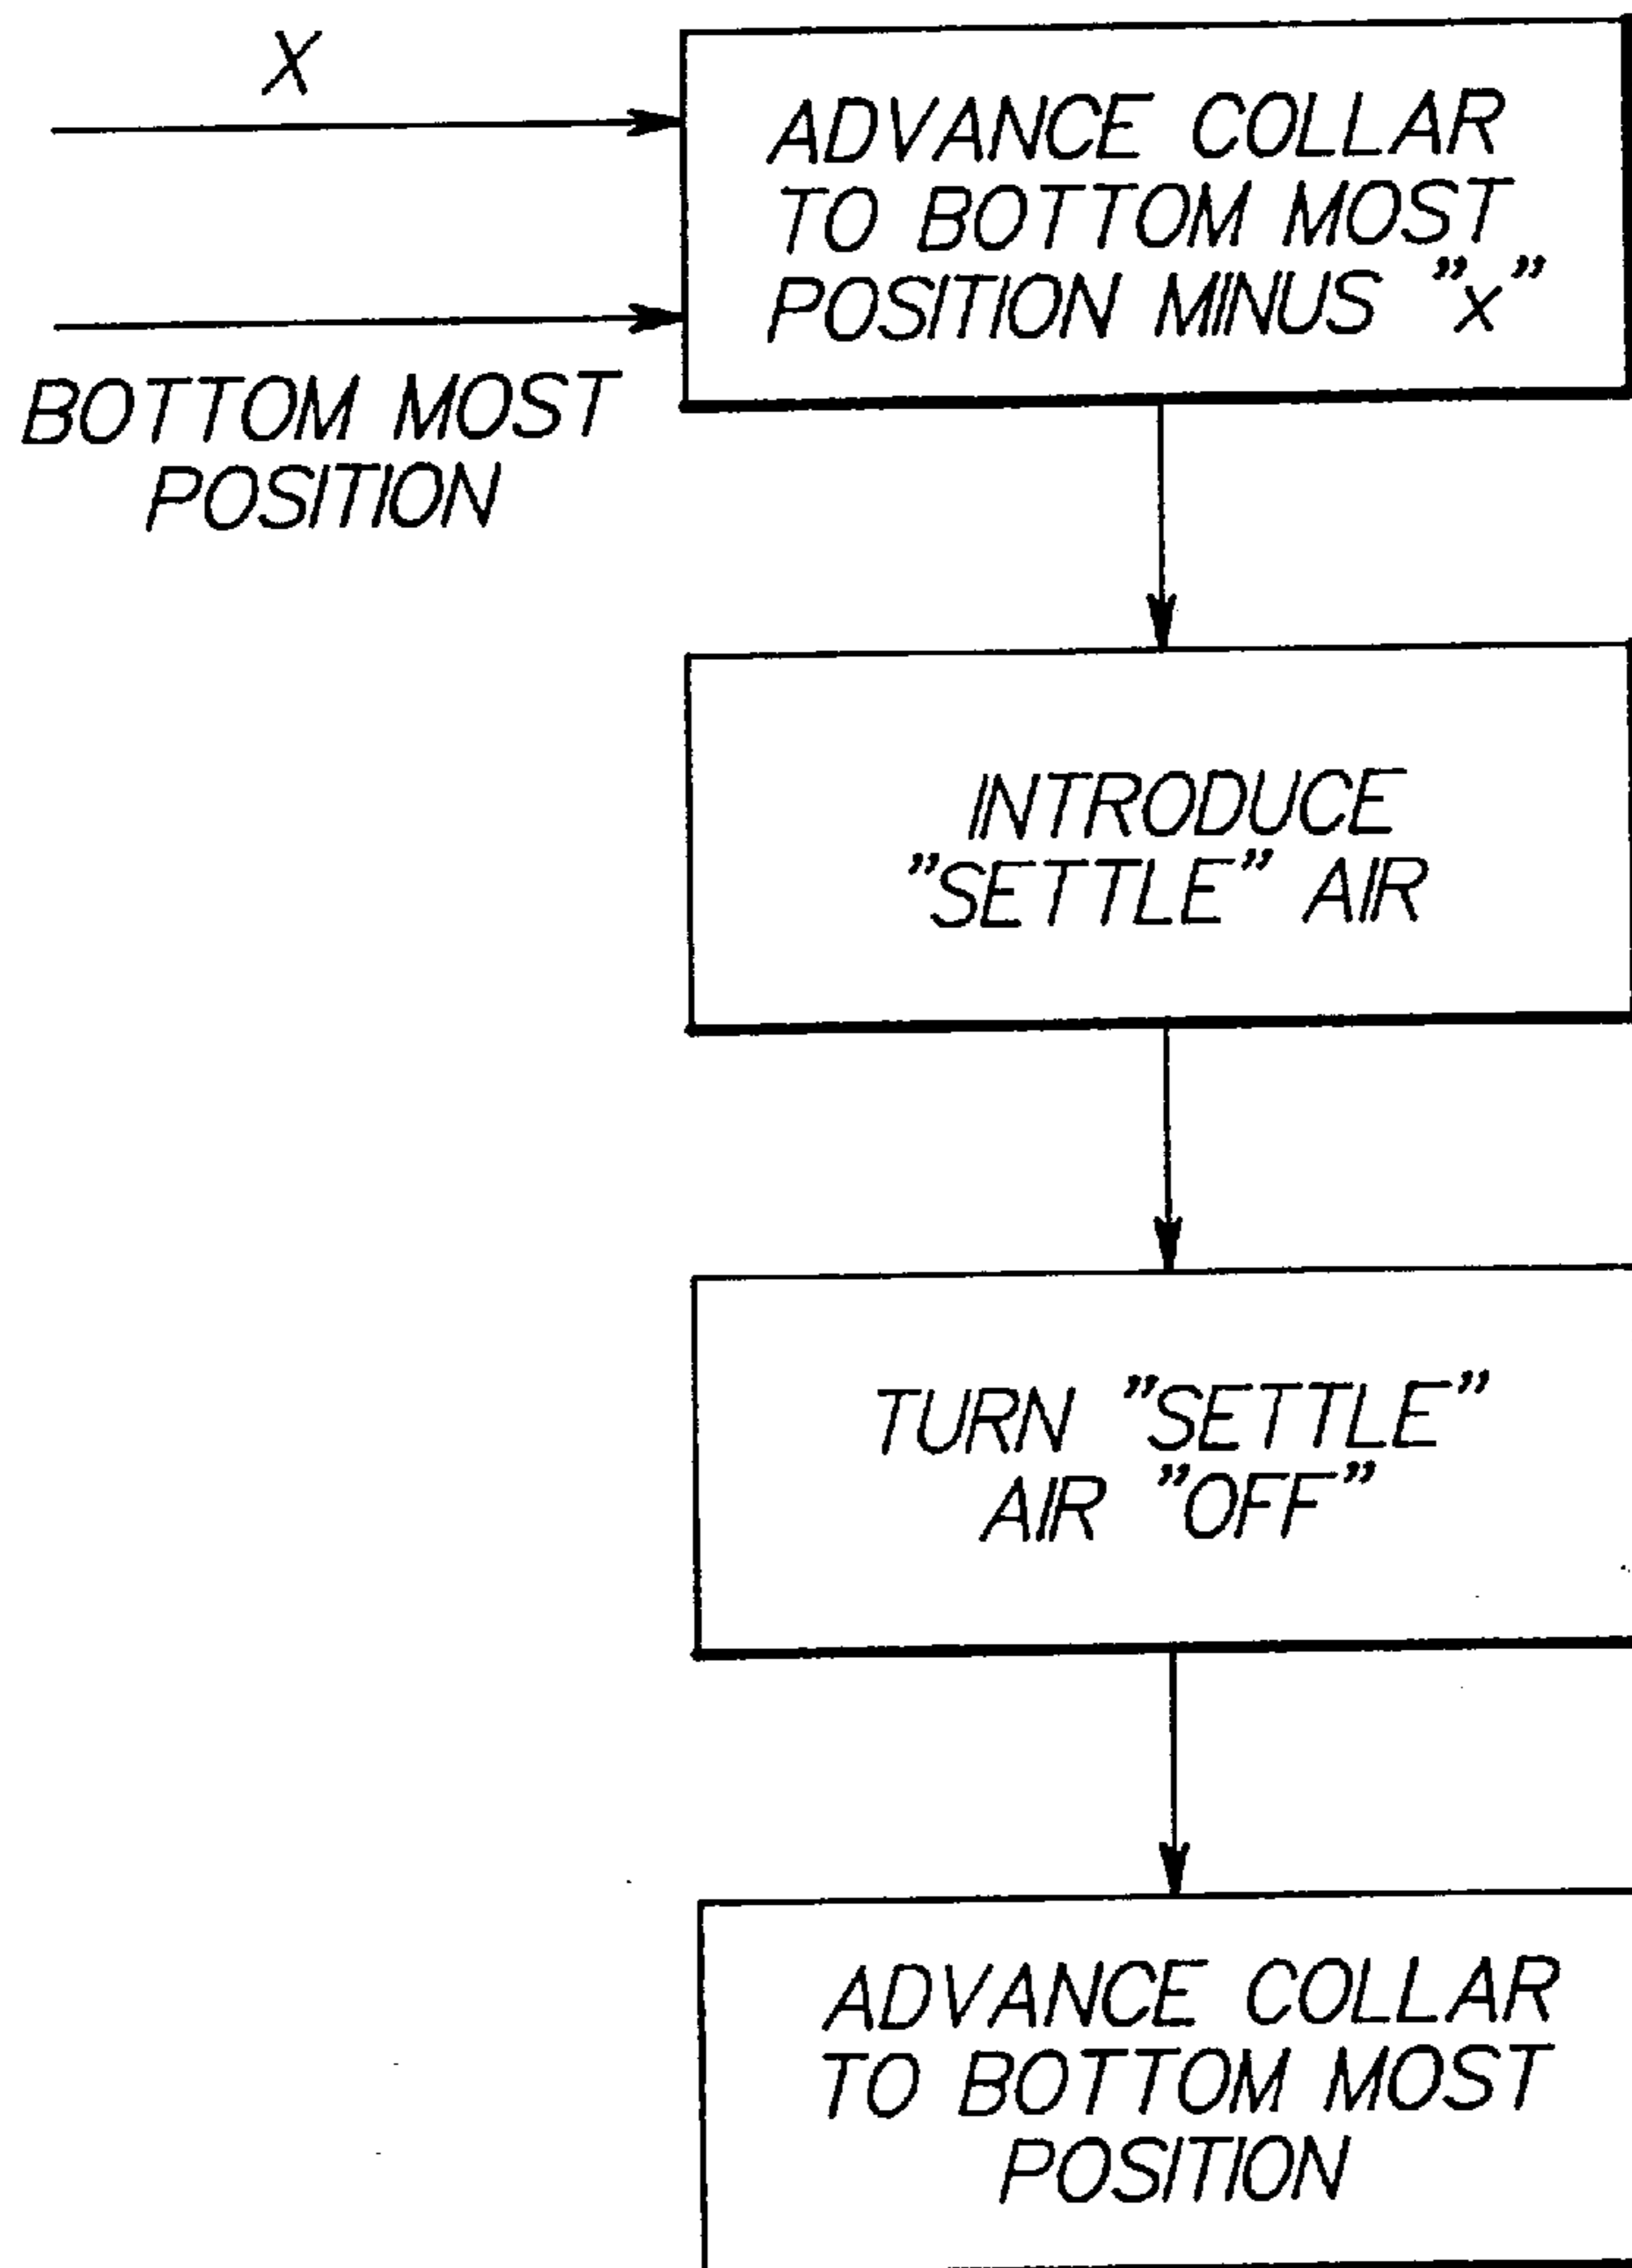 X
ADVANCE COLLAR
TO BOTTOM MOST
POSITION MINUS "x"
BOTTOM MOST
POSITION
INTRODUCE
"SETTLE" AIR
TURN "SETTLE"
AIR "OFF"
ADVANCE COLLAR
TO BOTTOM MOST
POSITION